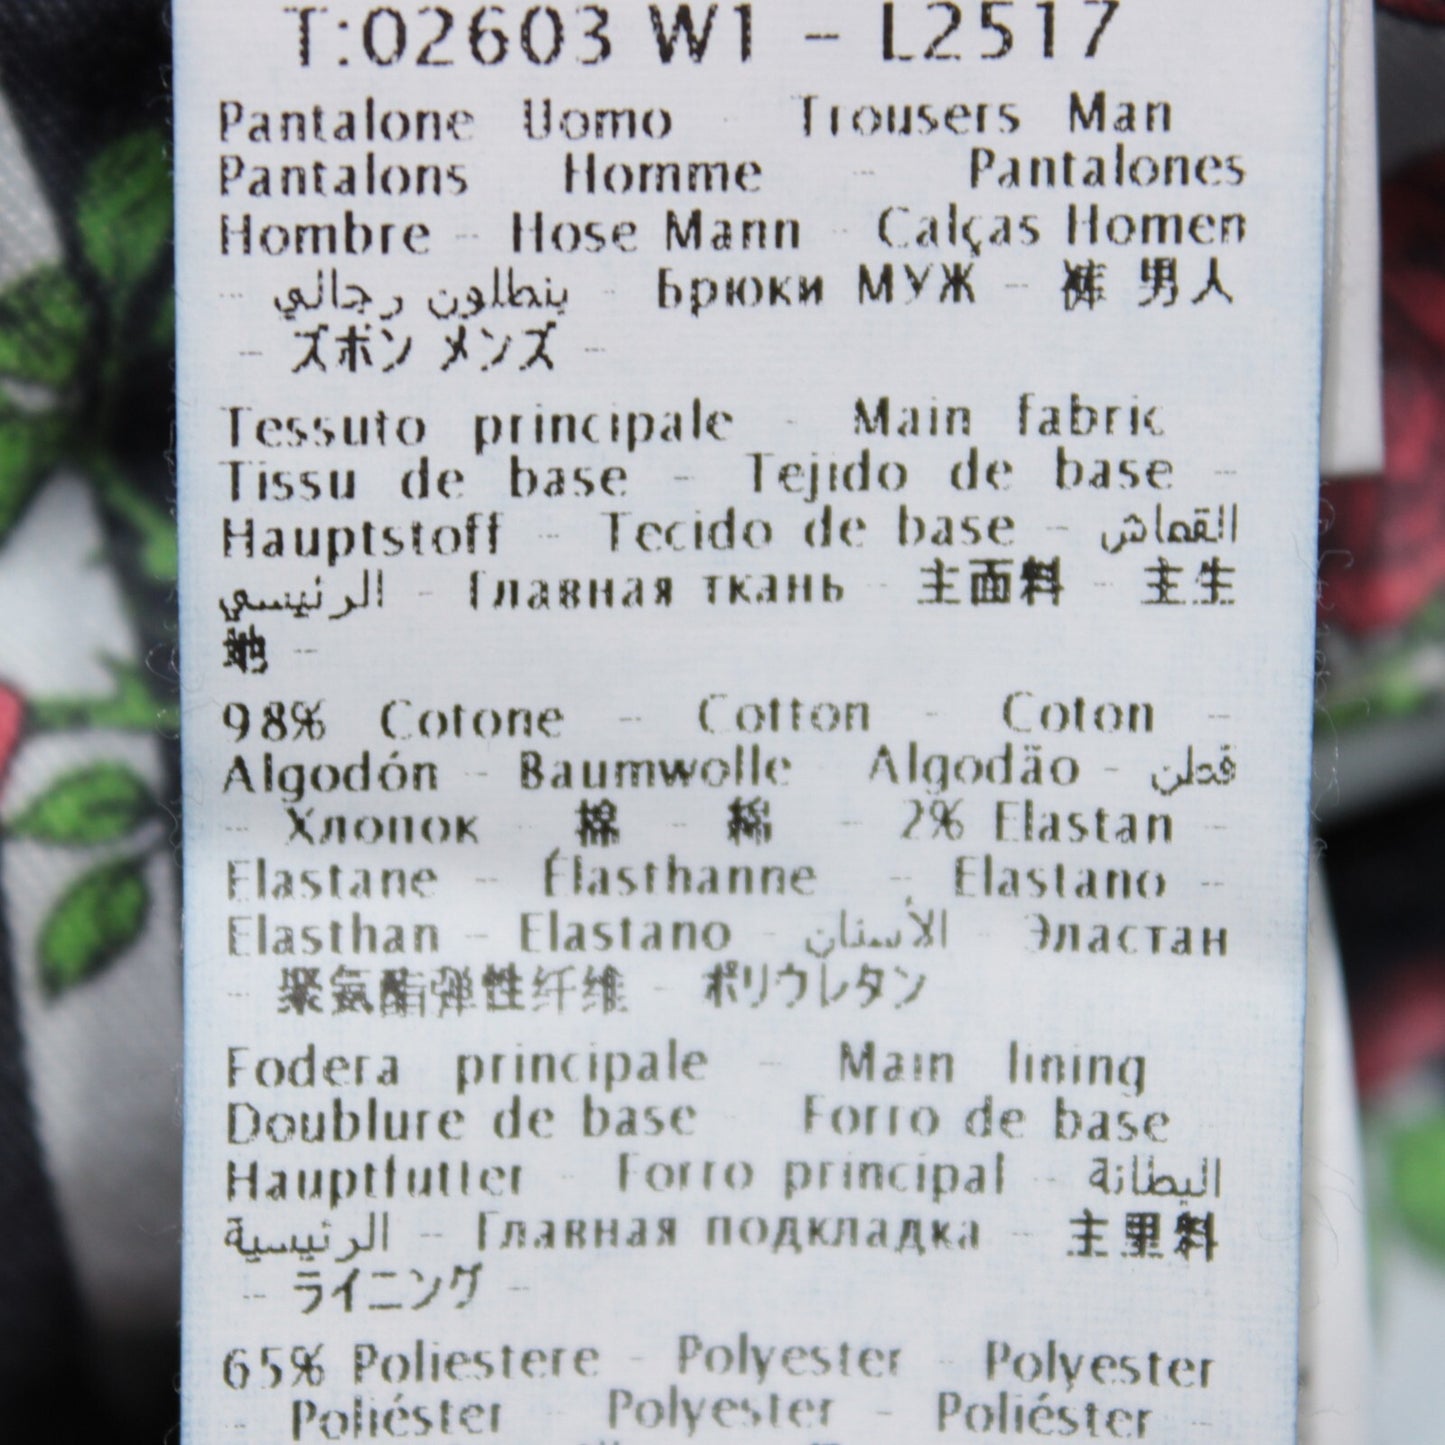 T:02603 W1 - L2517
Pantalone Uomo - Trousers Man
Pantalons Homme - Pantalones
Hombre - Hose Mann - Calças Homen
- بنطلون رجالي - Брюки МУЖ - 裤 男人
- ズボン メンズ -
Tessuto principale - Main fabric
Tissu de base - Tejido de base -
Hauptstoff - Tecido de base - القماش
الرئيسي - Главная ткань - 主面料 - 主生
地 -
98% Cotone - Cotton - Coton -
Algodón - Baumwolle - Algodão - قطن
- Хлопок - 棉 - 綿 - 2% Elastan -
Elastane - Élasthanne - Elastano -
Elasthan - Elastano - الأستان - Эластан
- 聚氨酯弹性纤维 - ポリウレタン
Fodera principale - Main lining
Doublure de base - Forro de base
Hauptfutter - Forro principal - البطانة
الرئيسية - Главная подкладка - 主里料
- ライニング -
65% Poliestere - Polyester - Polyester
- Poliéster - Polyester - Poliéster -